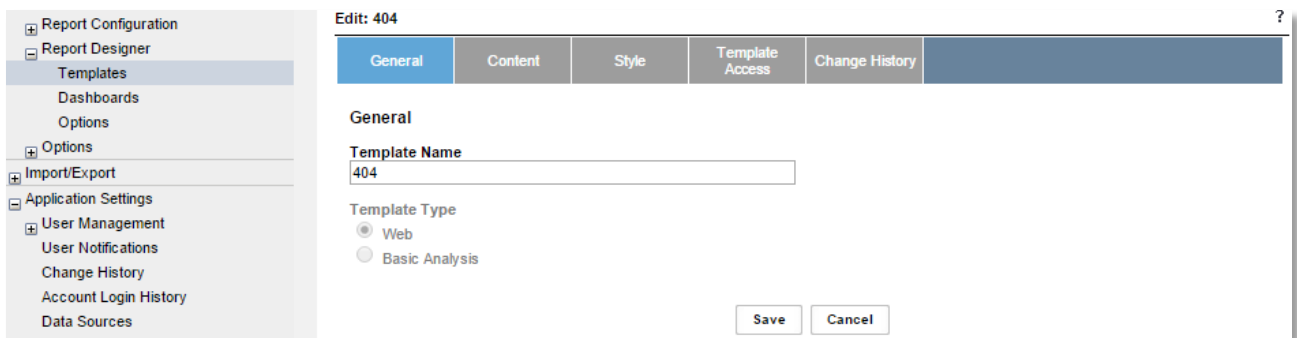 Report Configuration
Report Designer
Templates
Dashboards
Options
Options
Import/Export
Application Settings
User Management
User Notifications
Change History
Account Login History
Data Sources
Edit: 404
?
General
Content
Style
Template
Access
Change History
General
Template Name
404
Template Type
Web
Basic Analysis
Save
Cancel